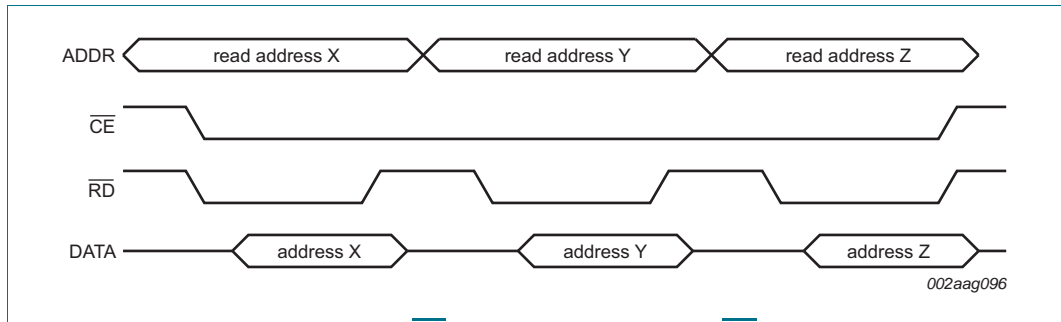 ADDR read address X read address Y read address Z
CE
RD
DATA address X address Y address Z
002aag096